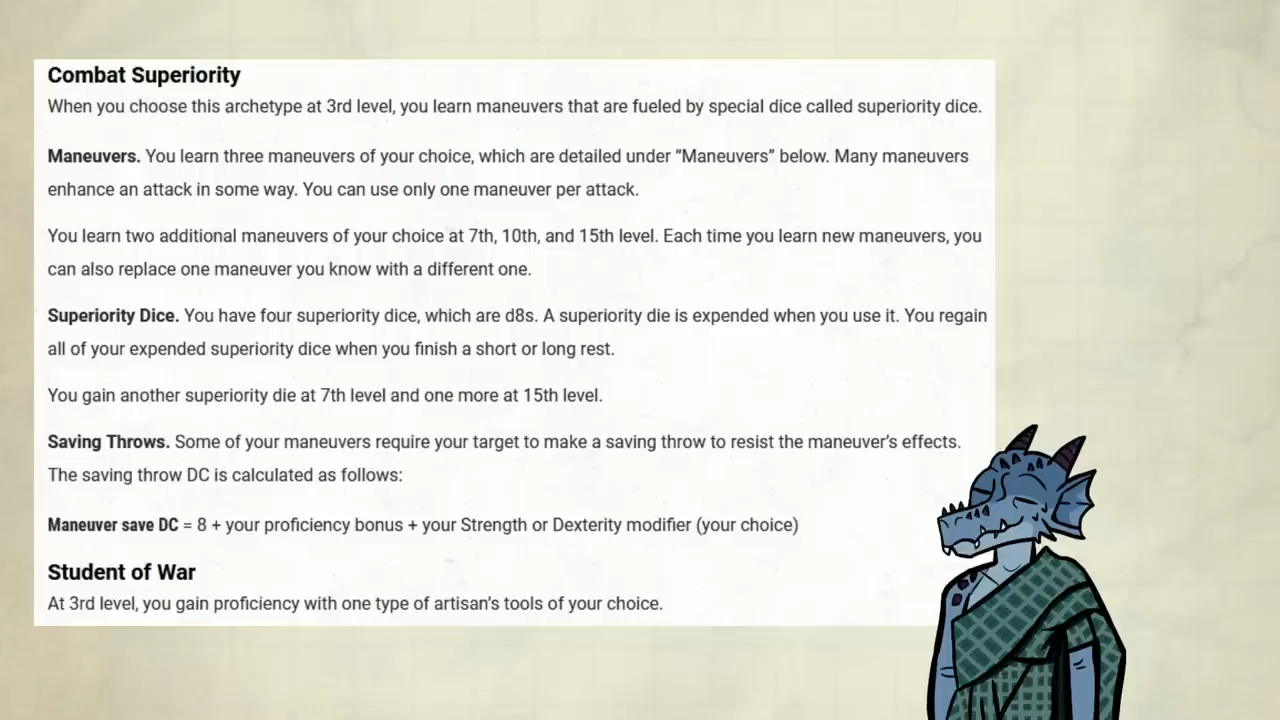 Combat Superiority
When you choose this archetype at 3rd level, you learn maneuvers that are fueled by special dice called superiority dice.
Maneuvers. You learn three maneuvers of your choice, which are detailed under “Maneuvers” below. Many maneuvers
enhance an attack in some way. You can use only one maneuver per attack.
You learn two additional maneuvers of your choice at 7th, 10th, and 15th level. Each time you learn new maneuvers, you
can also replace one maneuver you know with a different one.
Superiority Dice. You have four superiority dice, which are d8s. A superiority die is expended when you use it. You regain
all of your expended superiority dice when you finish a short or long rest.
You gain another superiority die at 7th level and one more at 15th level.
Saving Throws. Some of your maneuvers require your target to make a saving throw to resist the maneuver’s effects.
The saving throw DC is calculated as follows:
Maneuver save DC = 8 + your proficiency bonus + your Strength or Dexterity modifier (your choice)
Student of War
At 3rd level, you gain proficiency with one type of artisan’s tools of your choice.